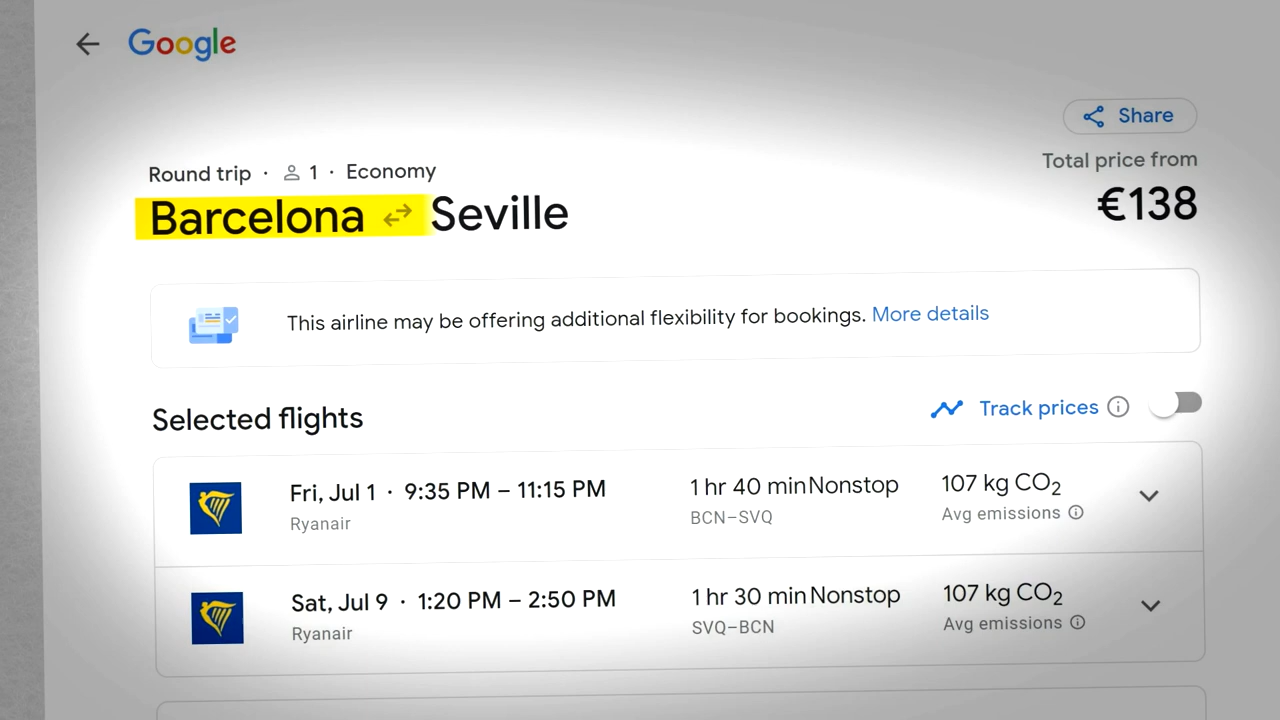 Google
Share
Round trip · 1 · Economy
Total price from
Barcelona Seville
€138
This airline may be offering additional flexibility for bookings. More details
Selected flights
Track prices
Fri, Jul 1 · 9:35 PM – 11:15 PM
1 hr 40 min Nonstop
107 kg CO2
Ryanair
BCN–SVQ
Avg emissions
Sat, Jul 9 · 1:20 PM – 2:50 PM
1 hr 30 min Nonstop
107 kg CO2
Ryanair
SVQ–BCN
Avg emissions